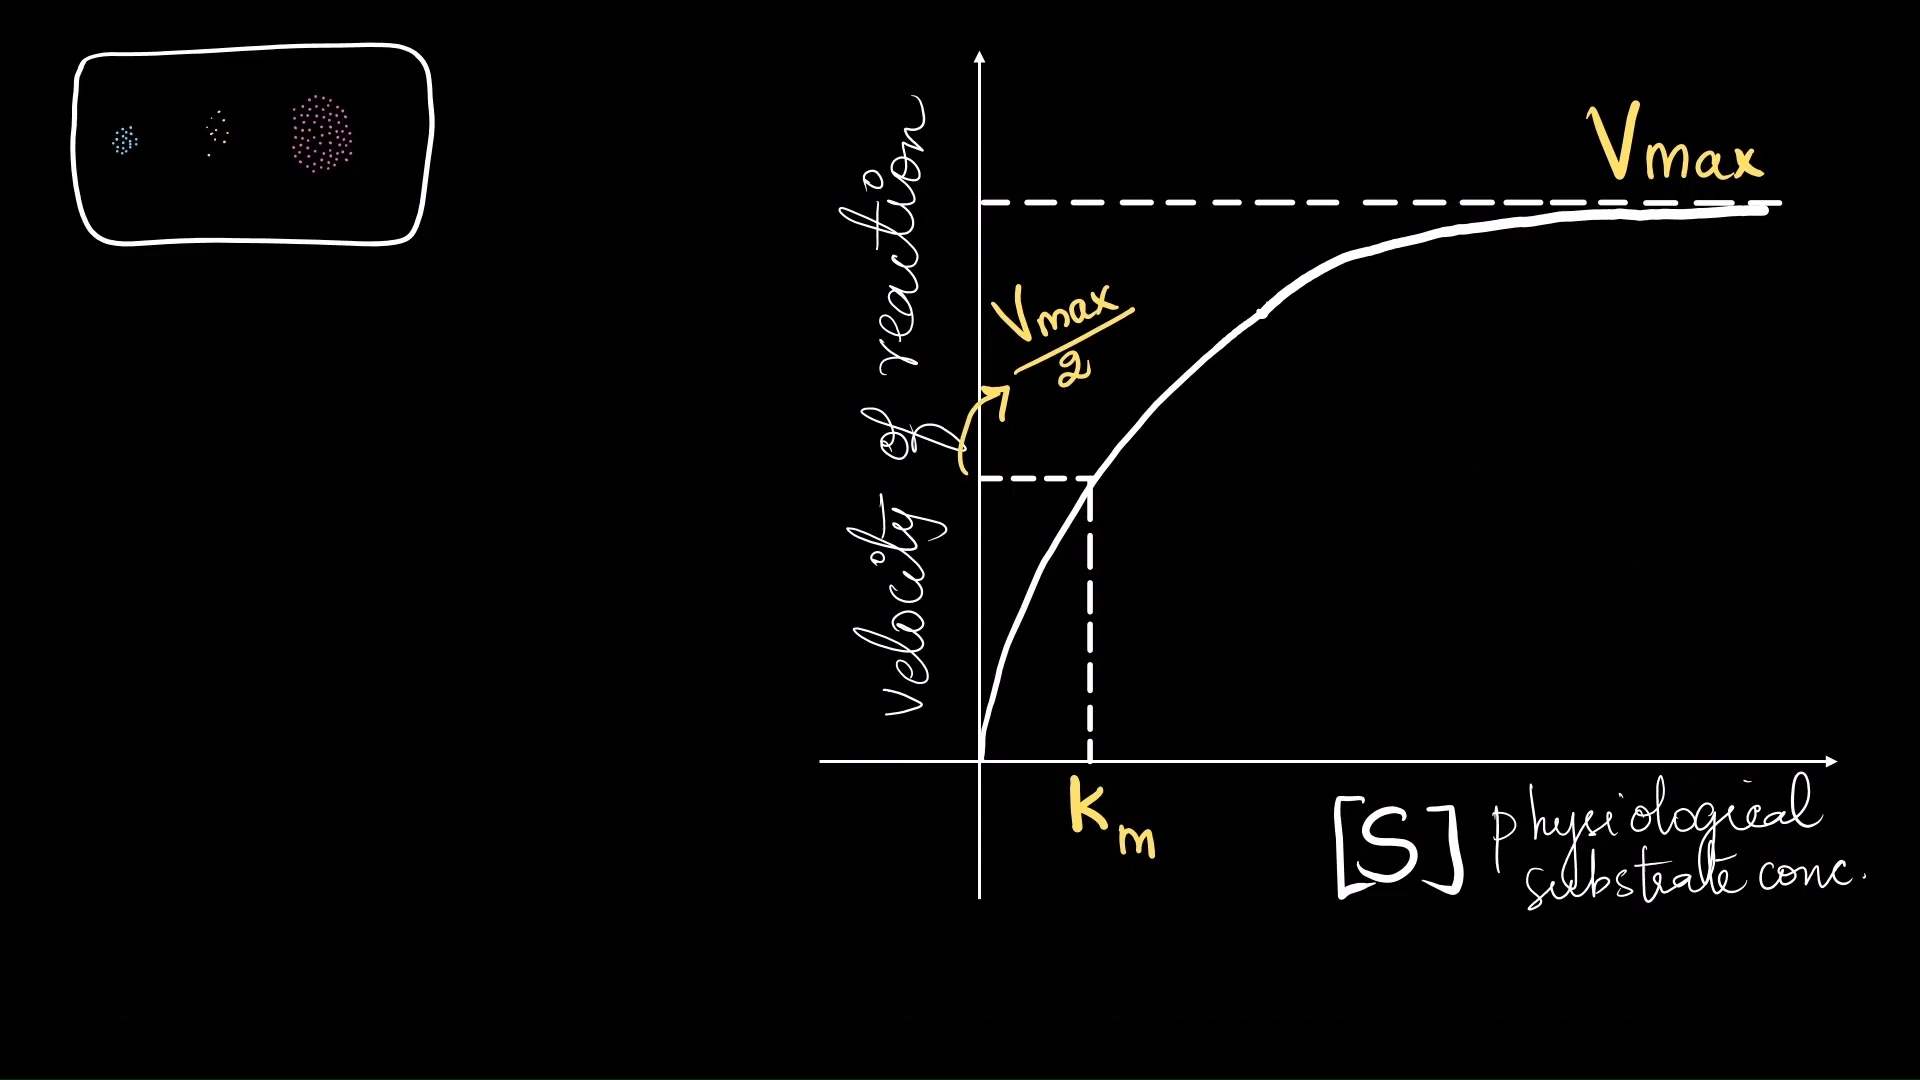 Vmax
Velocity of reaction
Vmax
2
Km
[S] physiological
substrate conc.